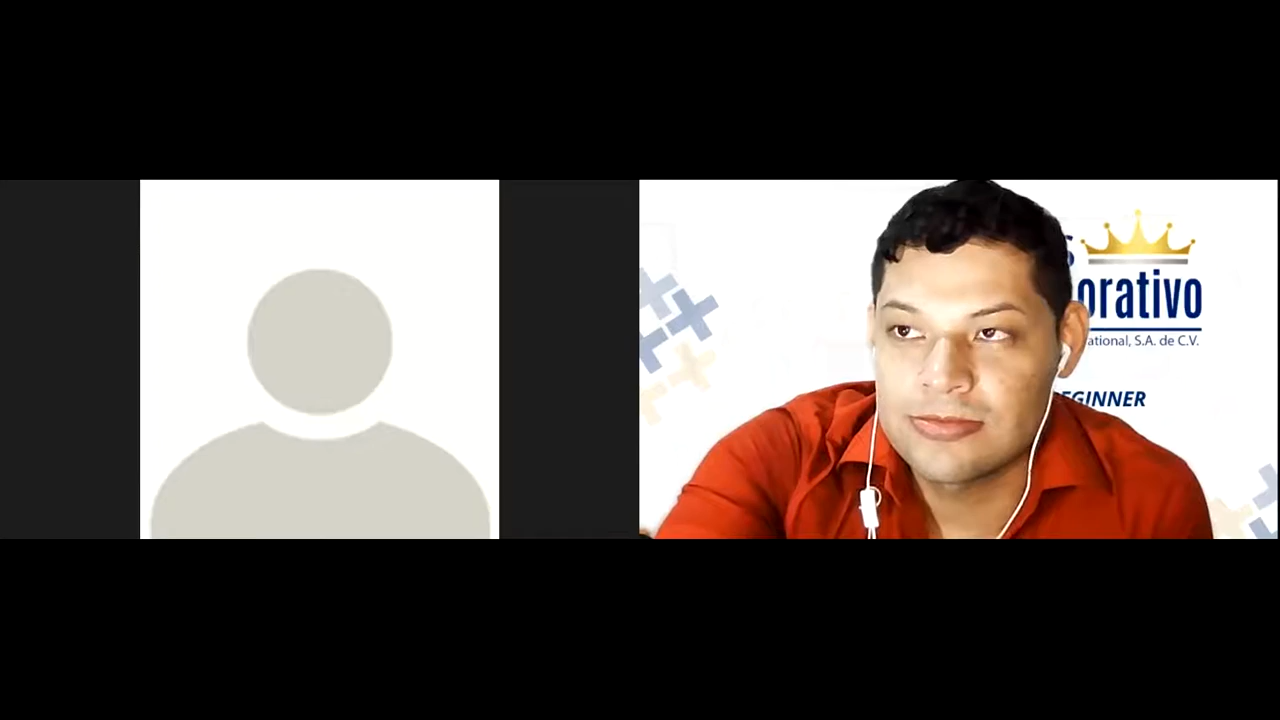 s
orativo
ational, S.A. de C.V.
EGINNER